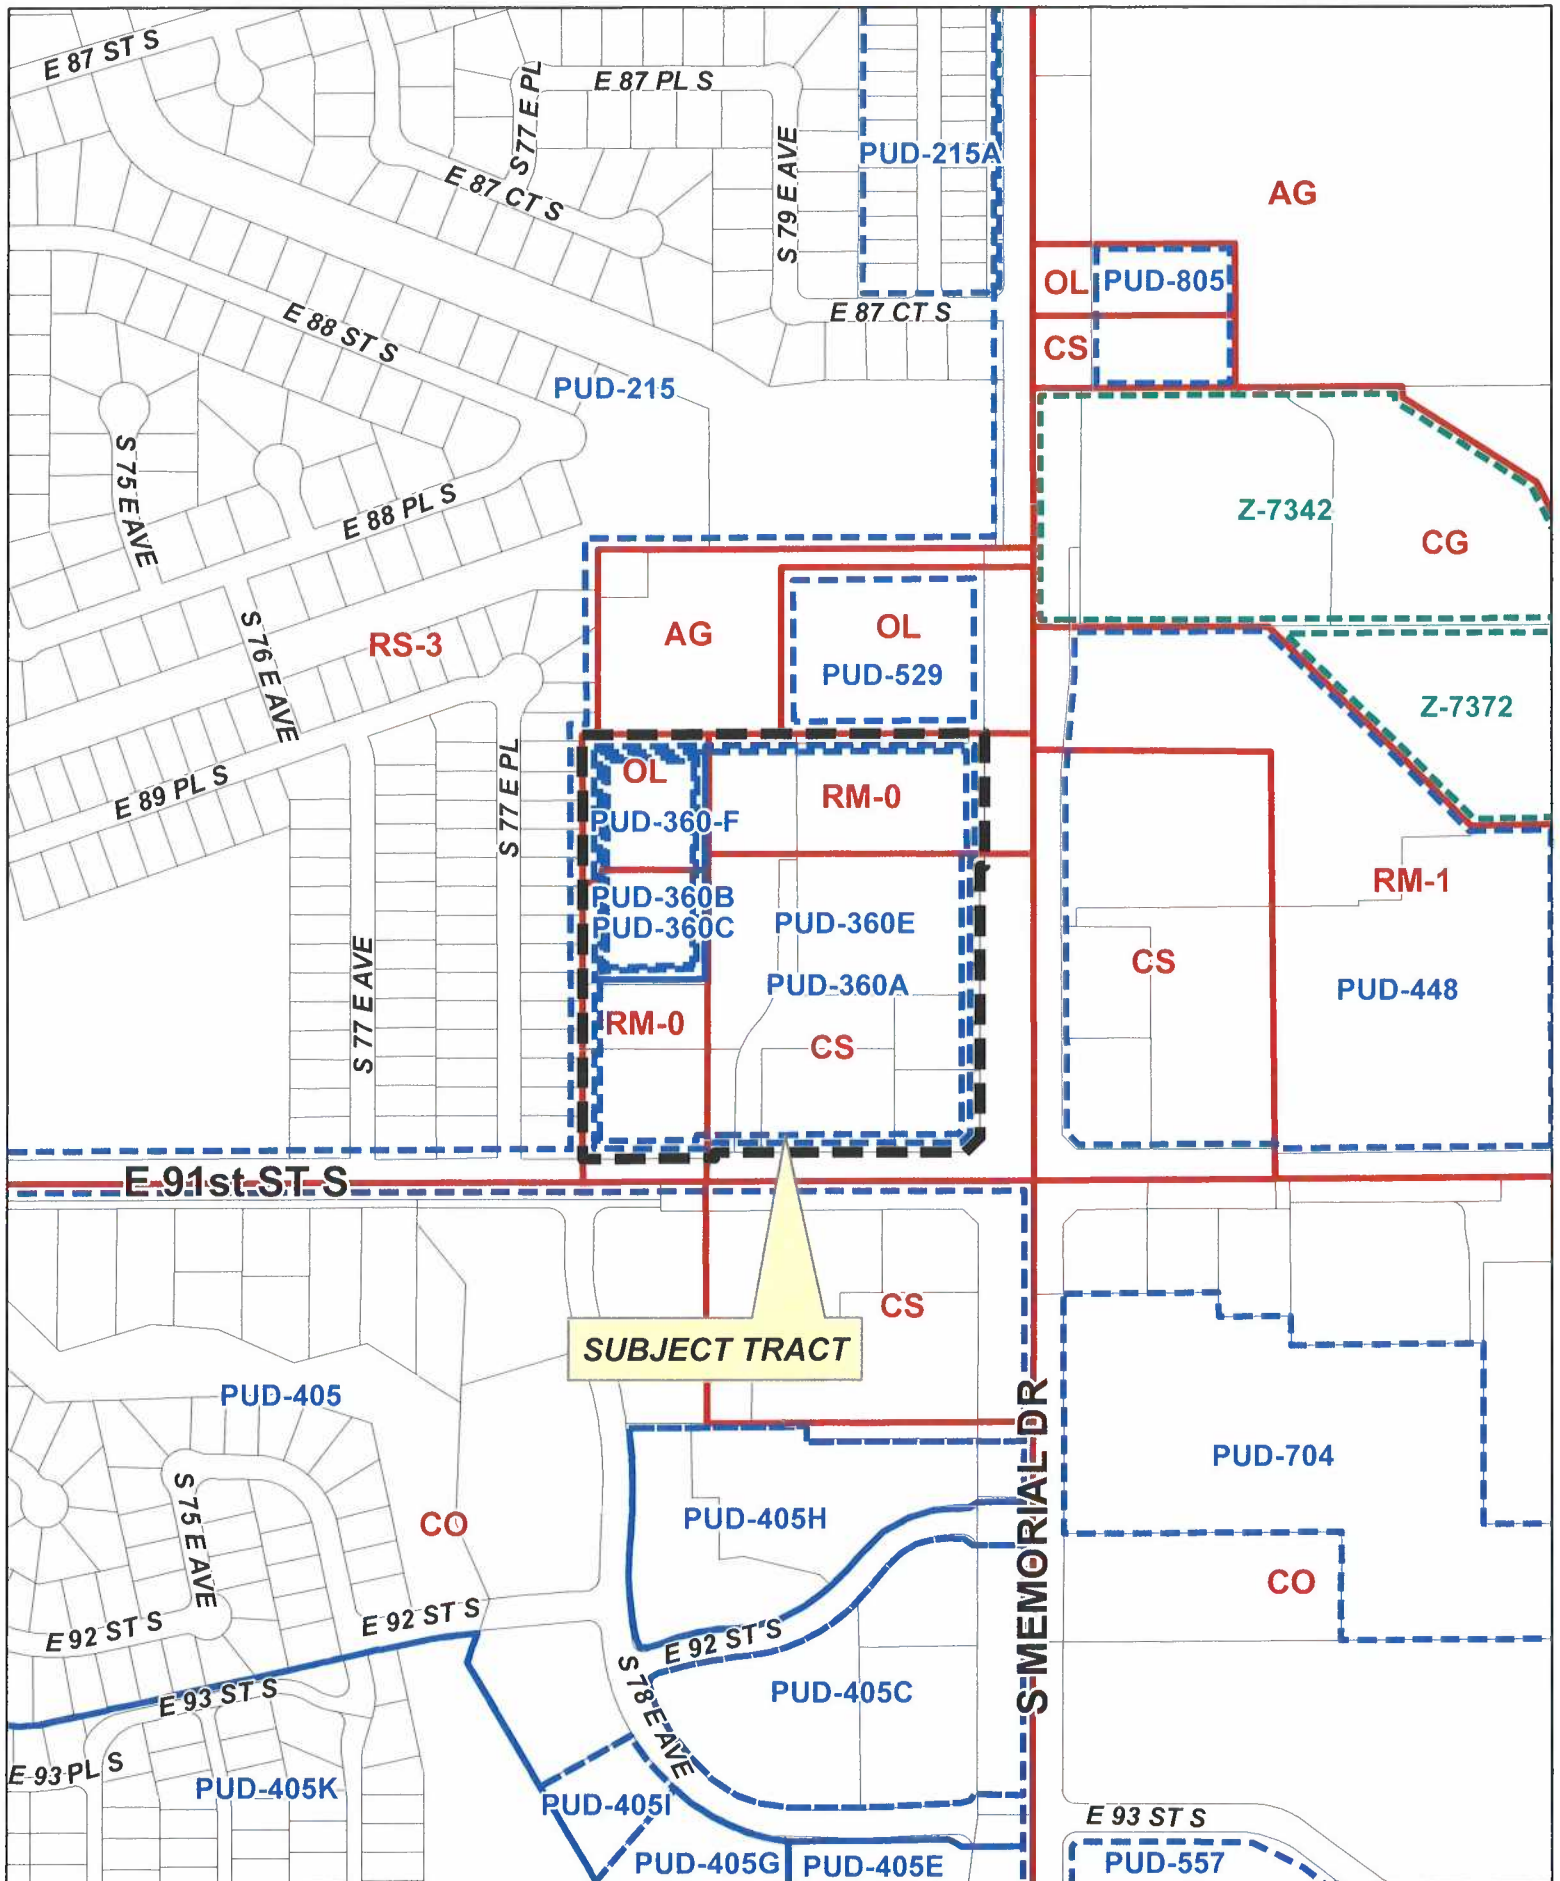 E 87 ST S
E 87 PL S
S 77 E PL
S 79 E AVE
PUD-215A
E 87 CT S
AG
OL
PUD-805
E 87 CT S
CS
E 88 ST S
PUD-215
S 75 E AVE
E 88 PL S
Z-7342
CG
S 76 E AVE
RS-3
AG
OL
PUD-529
Z-7372
E 89 PL S
S 77 E PL
OL
PUD-360-F
RM-0
PUD-360B
PUD-360C
PUD-360E
PUD-360A
RM-1
S 77 E AVE
CS
PUD-448
RM-0
CS
E 91st ST S
CS
SUBJECT TRACT
PUD-405
S MEMORIAL DR
PUD-704
S 75 E AVE
CO
PUD-405H
CO
E 92 ST S
E 92 ST S
E 92 ST S
S 78 E AVE
PUD-405C
E 93 ST S
E 93 PL S
PUD-405K
PUD-405I
E 93 ST S
PUD-405G
PUD-405E
PUD-557